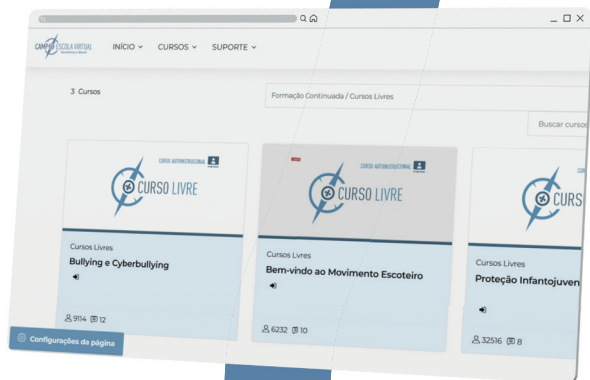 CAMPO ESCOLA VIRTUAL
INÍCIO
CURSOS
SUPORTE
3 Cursos
Formação Continuada / Cursos Livres
Buscar cursos
CURSO AUTOINSTRUCIONAL
CURSO LIVRE
Cursos Livres
Bullying e Cyberbullying
9114 12
CURSO AUTOINSTRUCIONAL
CURSO LIVRE
Cursos Livres
Bem-vindo ao Movimento Escoteiro
6232 10
CURS
Cursos Livres
Proteção Infantojuven
32516 8
Configurações da página